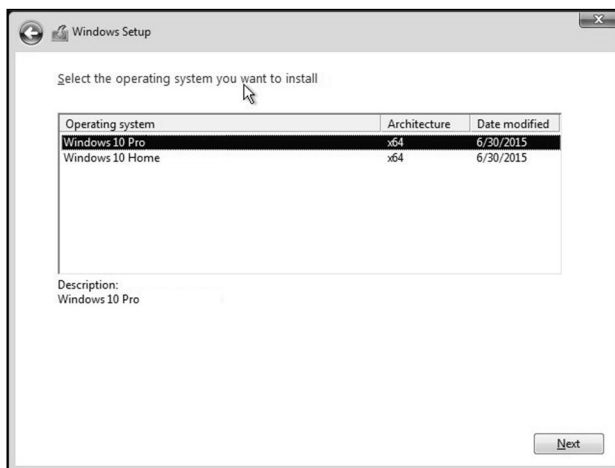 Windows Setup
Select the operating system you want to install
Operating system Architecture Date modified
Windows 10 Pro x64 6/30/2015
Windows 10 Home x64 6/30/2015
Description:
Windows 10 Pro
Next